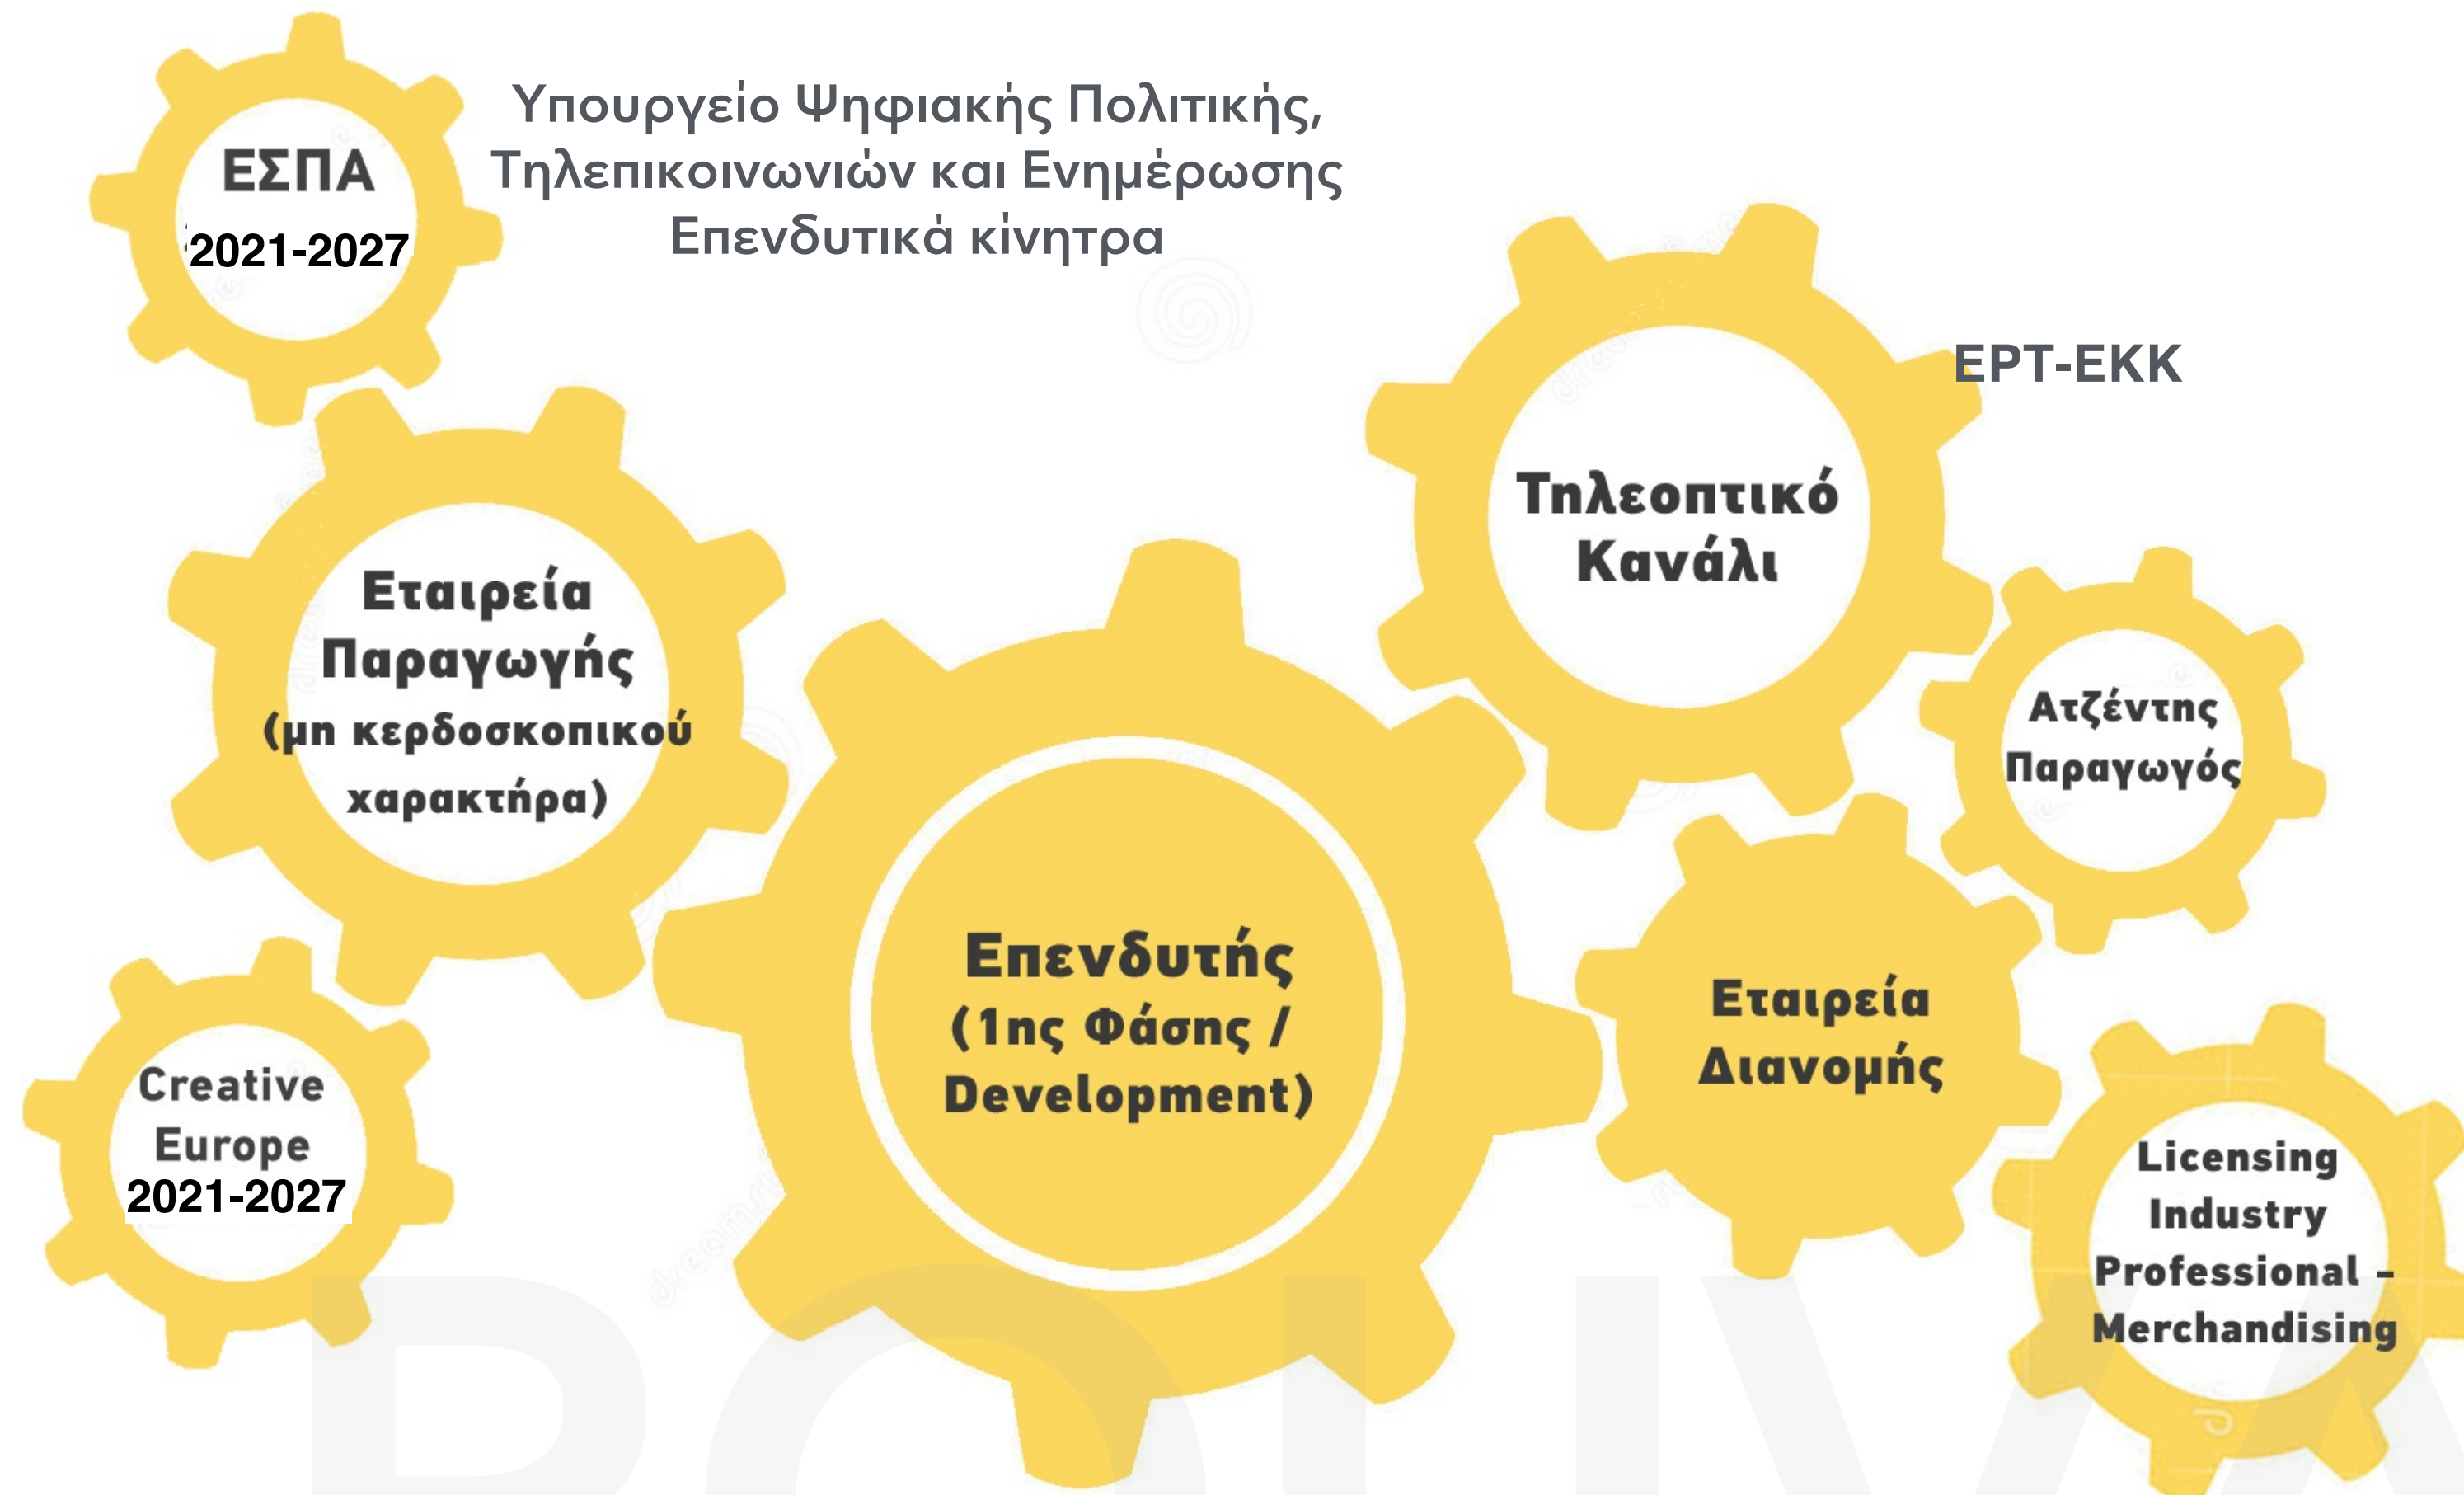 ΕΣΠΑ
2021-2027
Υπουργείο Ψηφιακής Πολιτικής,
Τηλεπικοινωνιών και Ενημέρωσης
Επενδυτικά κίνητρα
ΕΡΤ-ΕΚΚ
Τηλεοπτικό
Κανάλι
Εταιρεία
Παραγωγής
(μη κερδοσκοπικού
χαρακτήρα)
Ατζέντης
Παραγωγός
Επενδυτής
(1ης Φάσης /
Development)
Εταιρεία
Διανομής
Creative
Europe
2021-2027
Licensing
Industry
Professional –
Merchandising